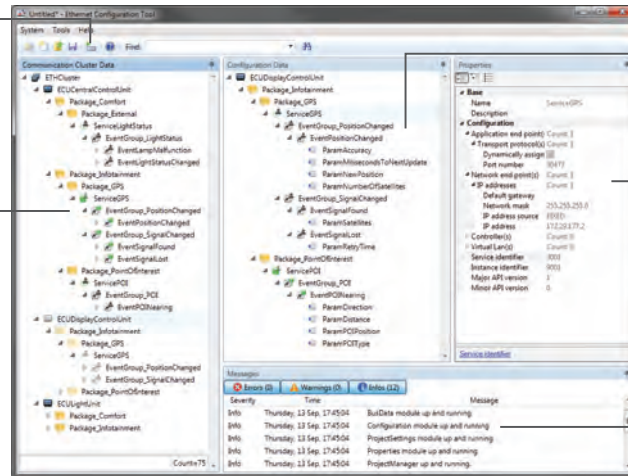 Untitled* - Ethernet Configuration Tool
System Tools Help
Find:
Communication Cluster Data
ETHCluster
ECUCentralControlUnit
Package_Comfort
Package_External
ServiceLightStatus
EventGroup_LightStatus
EventLampMalfunction
EventLightStatusChanged
Package_Infotainment
Package_GPS
ServiceGPS
EventGroup_PositionChanged
EventPositionChanged
EventGroup_SignalChanged
EventSignalFound
EventSignalLost
Package_PointOfInterest
ServicePOI
EventGroup_POI
EventPOINearing
ECUDisplayControlUnit
Package_Infotainment
Package_GPS
ServiceGPS
EventGroup_PositionChanged
EventGroup_SignalChanged
Package_PointOfInterest
ECULightUnit
Package_Comfort
Package_Infotainment
Count=75
Configuration Data
ECUDisplayControlUnit
Package_Infotainment
Package_GPS
ServiceGPS
EventGroup_PositionChanged
EventPositionChanged
ParamAccuracy
ParamMillisecondsToNextUpdate
ParamNewPosition
ParamNumberOfSatellites
EventGroup_SignalChanged
EventSignalFound
ParamSatellites
EventSignalLost
ParamRetryTime
Package_PointOfInterest
ServicePOI
EventGroup_POI
EventPOINearing
ParamDirection
ParamDistance
ParamPOIPosition
ParamPOIType
Properties
Base
Name ServiceGPS
Description
Configuration
Application end point(s) Count: 1
Transport protocol(s) Count: 1
Dynamically assign
Port number 30473
Network end point(s) Count: 1
IP addresses Count: 1
Default gateway
Network mask 255.255.255.0
IP address source FIXED
IP address
Controller(s) Count: 0
Virtual Lan(s) Count: 0
Service identifier
Instance identifier
Major API version 1
Minor API version 0
Service identifier
Messages
Errors (0) Warnings (0) Infos (12)
Severity Time Message
Info Thursday, 13 Sep, 17:45:04 BusData module up and running.
Info Thursday, 13 Sep, 17:45:04 Configuration module up and running.
Info Thursday, 13 Sep, 17:45:04 ProjectSettings module up and running.
Info Thursday, 13 Sep, 17:45:04 Properties module up and running.
Info Thursday, 13 Sep, 17:45:04 ProjectManager up and running.